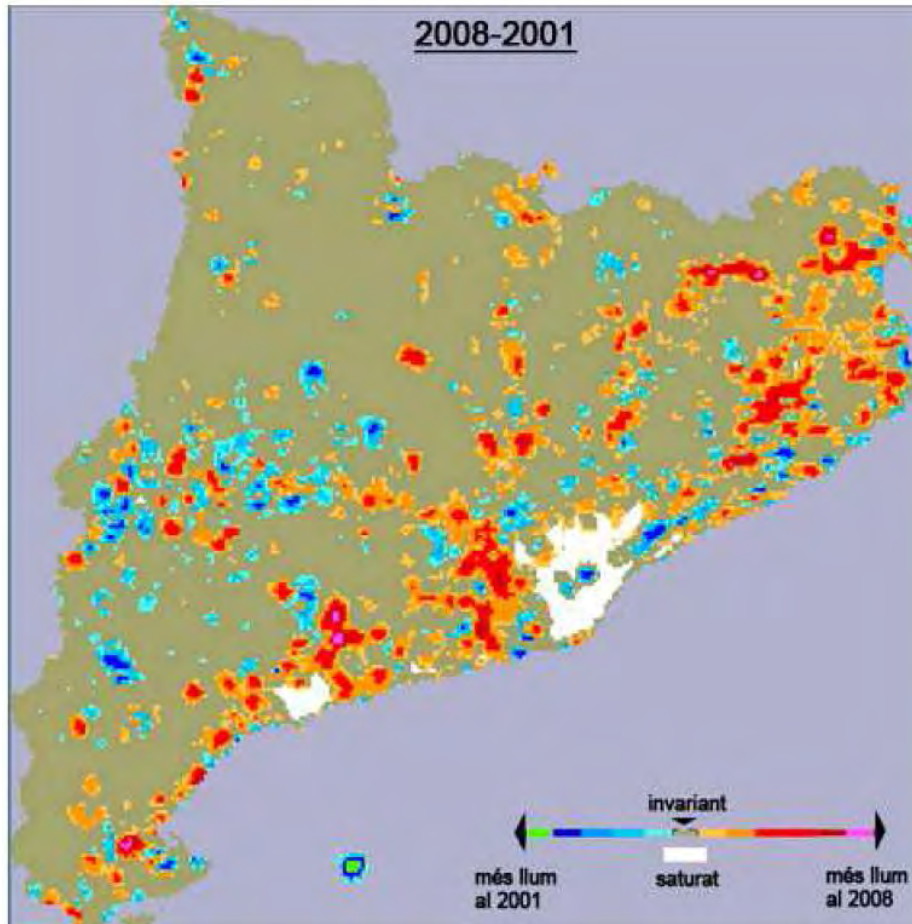 2008-2001
invariant
més llum
al 2001
saturat
més llum
al 2008